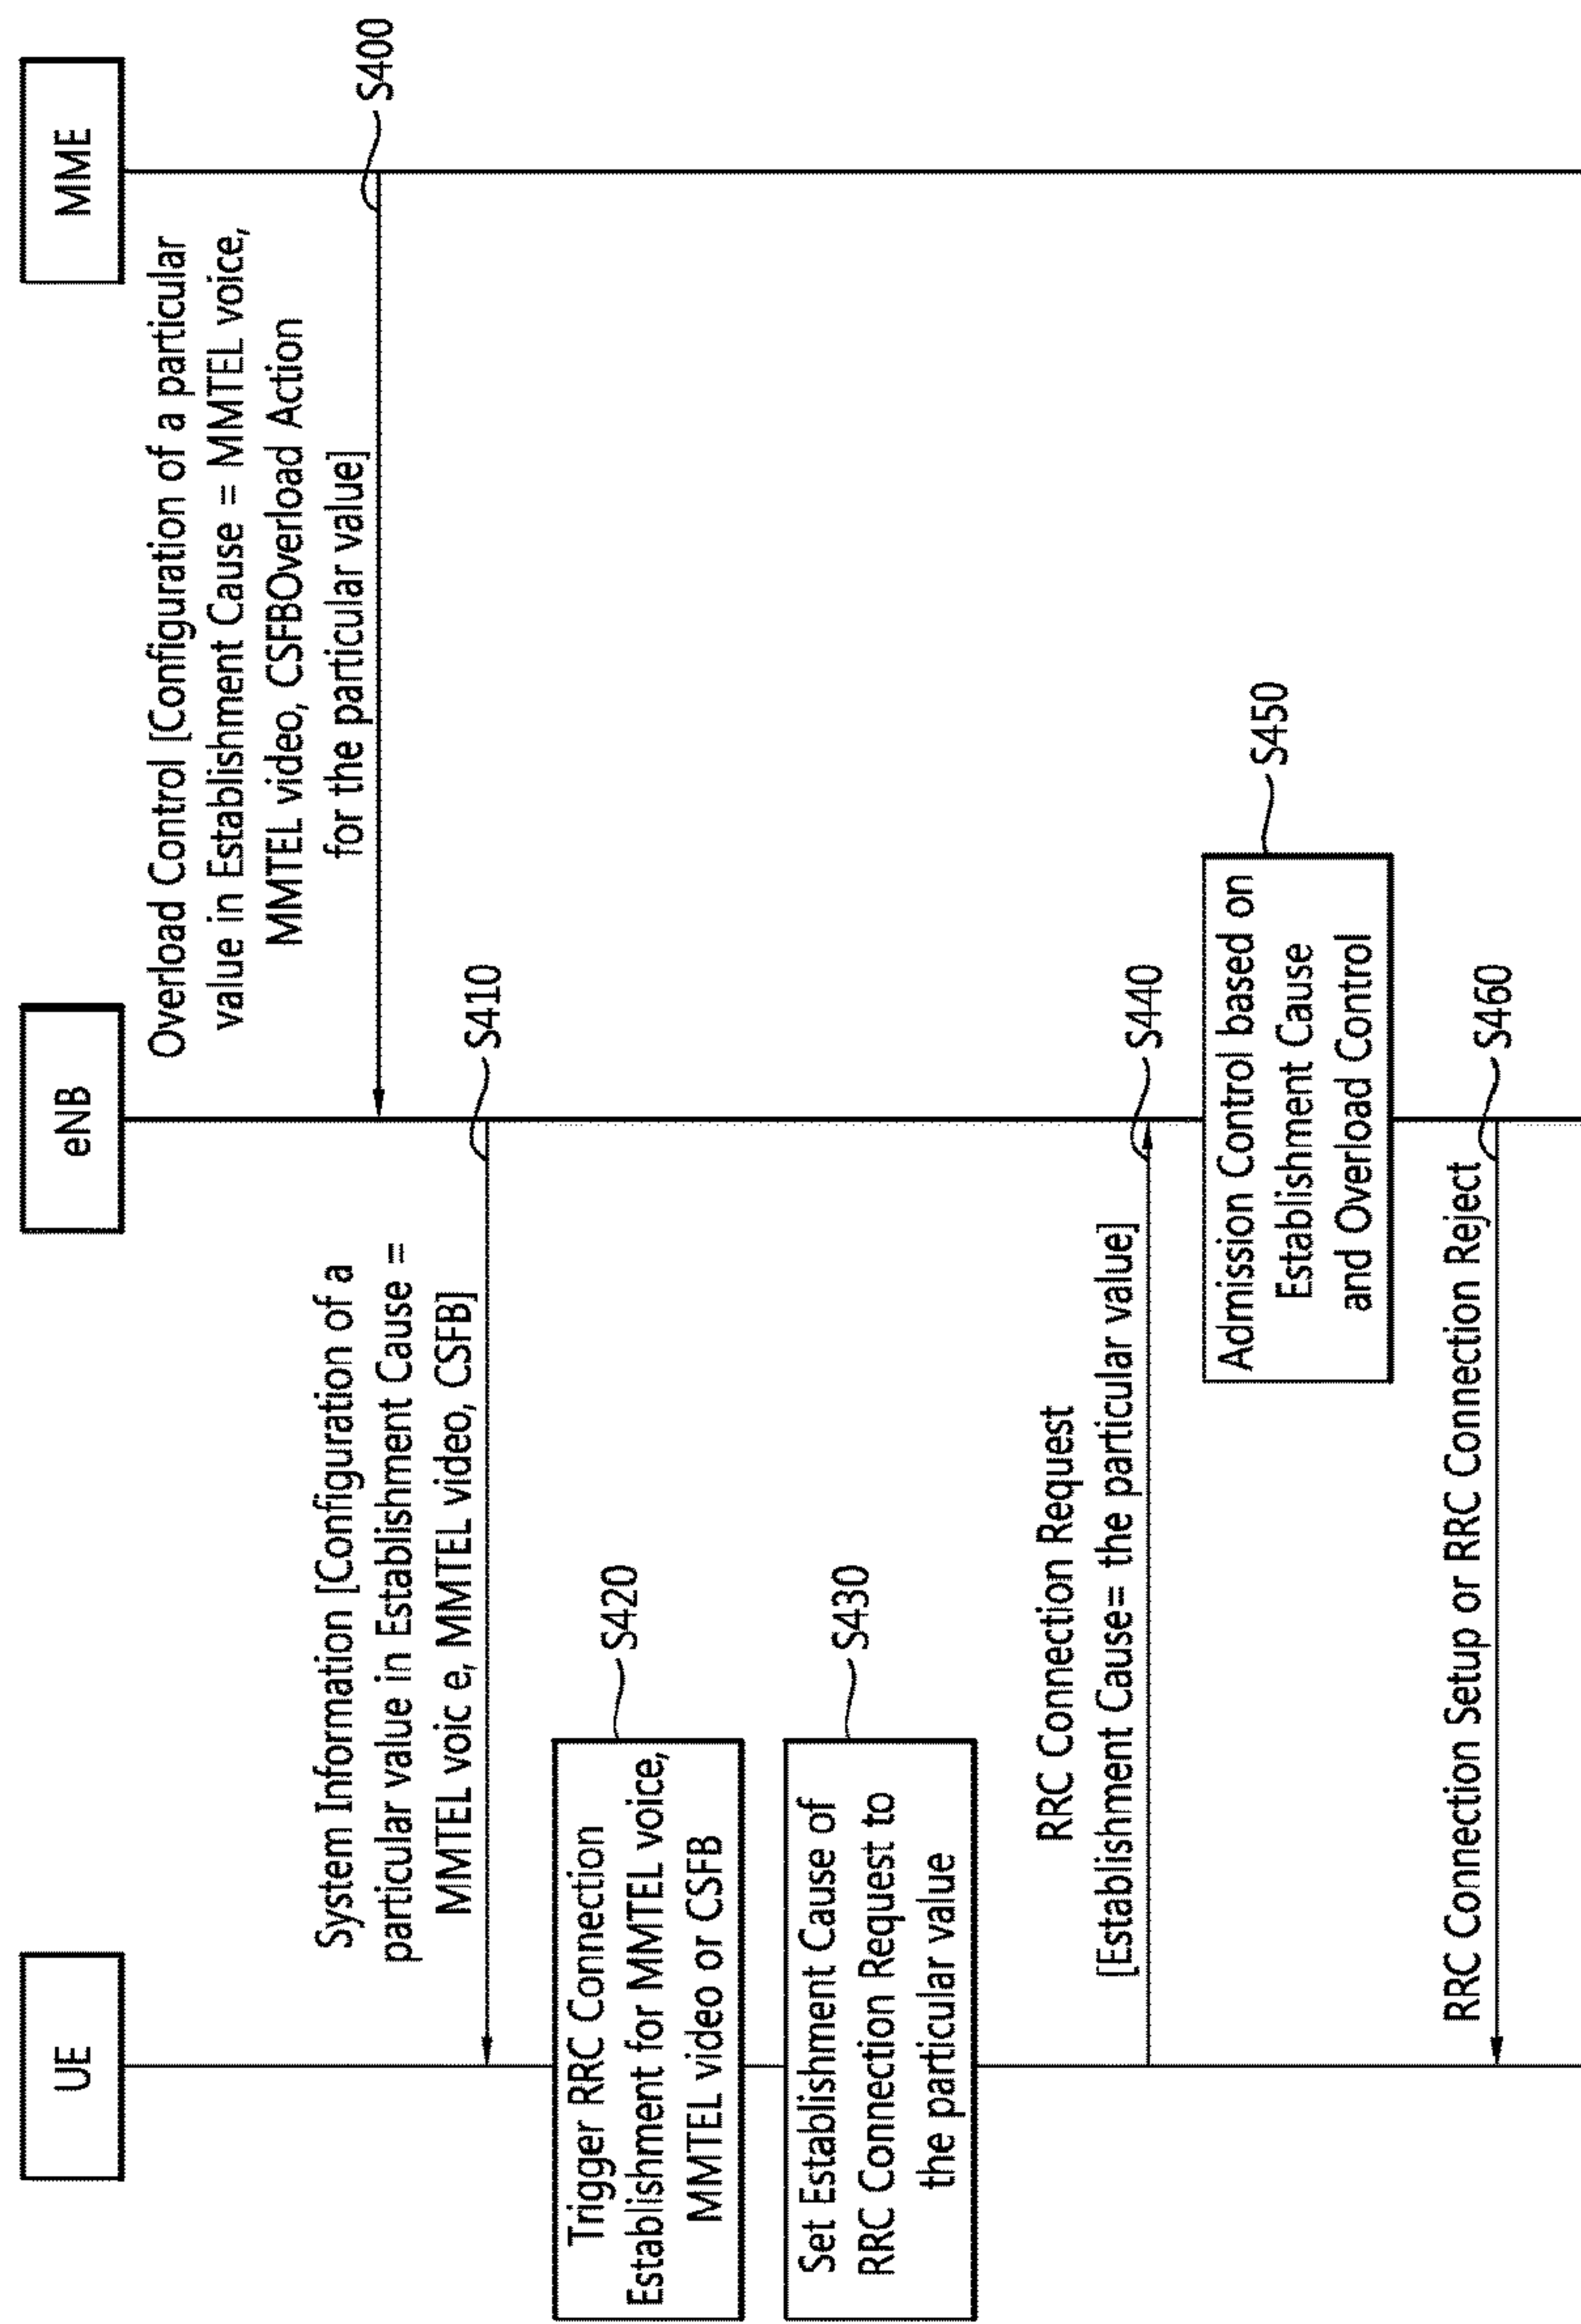 UE
eNB
MME
Overload Control [Configuration of a particular
value in Establishment Cause = MMTEL voice,
MMTEL video, CSFBOverload Action
for the particular value]
S400
System Information [Configuration of a
particular value in Establishment Cause =
MMTEL voic e, MMTEL video, CSFB]
S410
Trigger RRC Connection
Establishment for MMTEL voice,
MMTEL video or CSFB
S420
Set Establishment Cause of
RRC Connection Request to
the particular value
S430
RRC Connection Request
[Establishment Cause= the particular value]
S440
Admission Control based on
Establishment Cause
and Overload Control
S450
RRC Connection Setup or RRC Connection Reject
S460